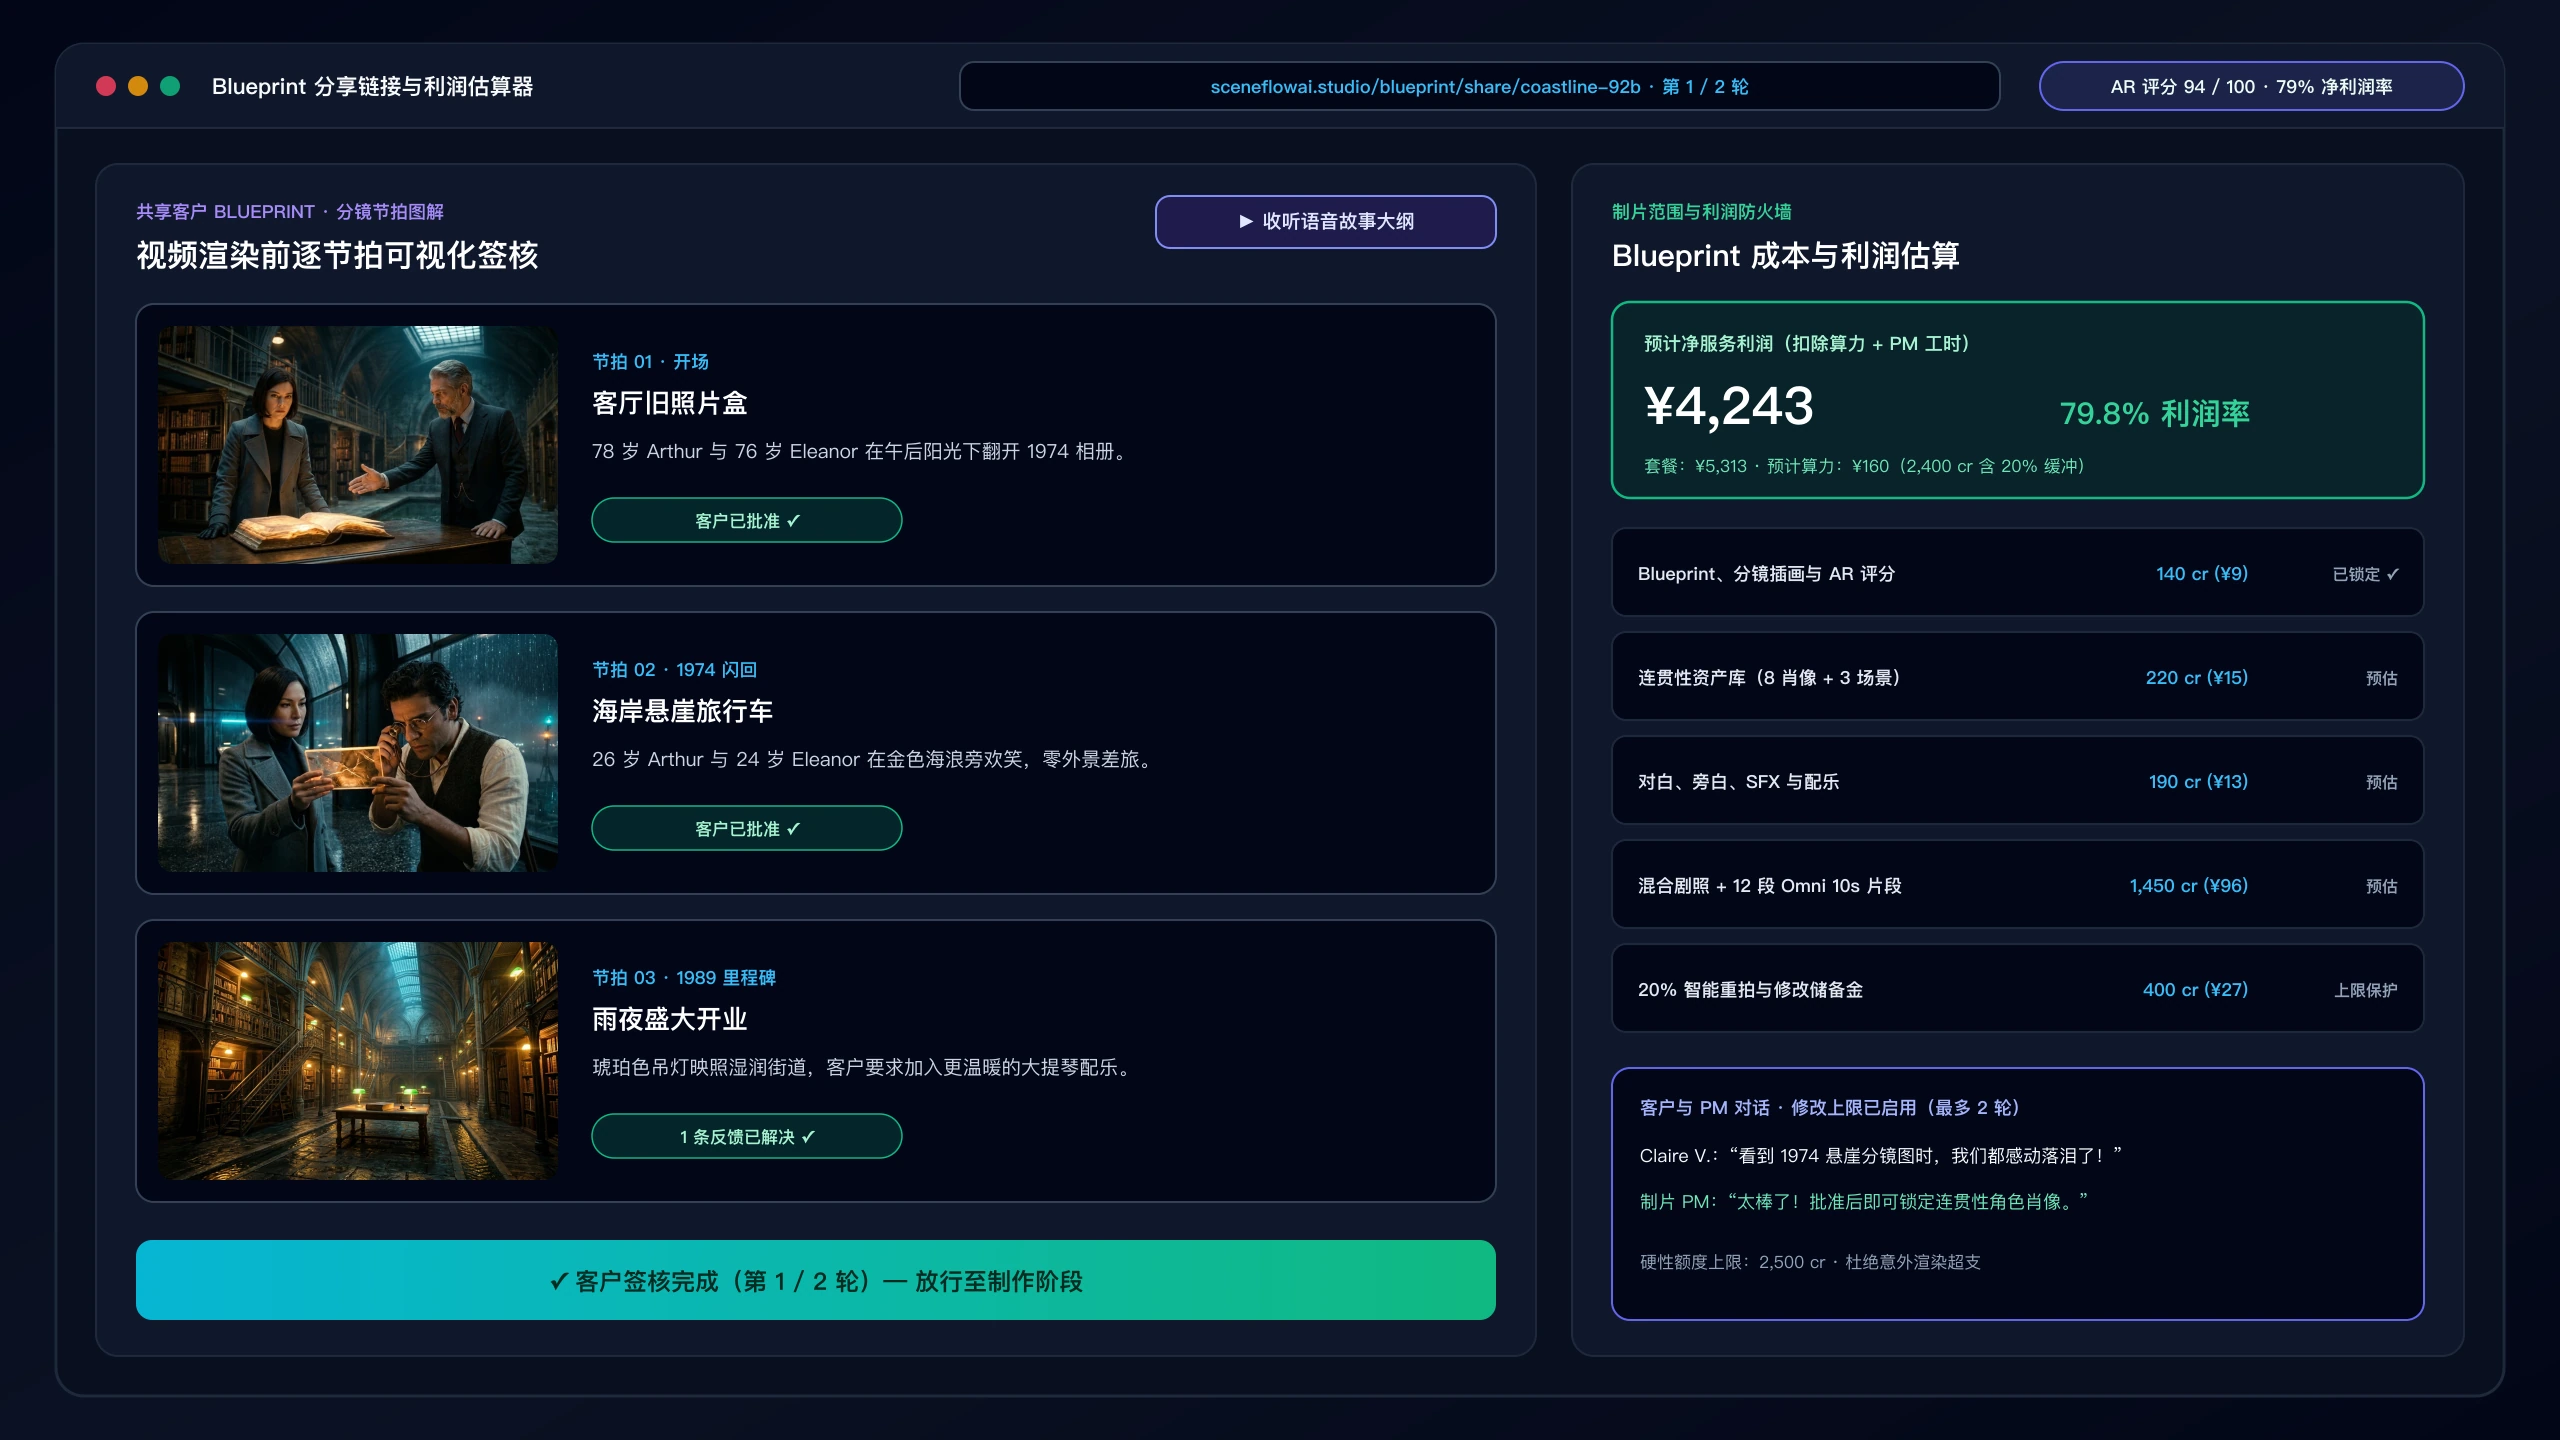 Blueprint 分享链接与利润估算器
sceneflowai.studio/blueprint/share/coastline-92b · 第 1 / 2 轮
AR 评分 94 / 100 · 79% 净利润率
共享客户 BLUEPRINT · 分镜节拍图解
视频渲染前逐节拍可视化签核
▶ 收听语音故事大纲
节拍 01 · 开场
客厅旧照片盒
78 岁 Arthur 与 76 岁 Eleanor 在午后阳光下翻开 1974 相册。
客户已批准 ✓
节拍 02 · 1974 闪回
海岸悬崖旅行车
26 岁 Arthur 与 24 岁 Eleanor 在金色海浪旁欢笑，零外景差旅。
客户已批准 ✓
节拍 03 · 1989 里程碑
雨夜盛大开业
琥珀色吊灯映照湿润街道，客户要求加入更温暖的大提琴配乐。
1 条反馈已解决 ✓
✓ 客户签核完成（第 1 / 2 轮）— 放行至制作阶段
制片范围与利润防火墙
Blueprint 成本与利润估算
预计净服务利润（扣除算力 + PM 工时）
¥4,243
79.8% 利润率
套餐：¥5,313 · 预计算力：¥160（2,400 cr 含 20% 缓冲）
Blueprint、分镜插画与 AR 评分
140 cr (¥9)
已锁定 ✓
连贯性资产库（8 肖像 + 3 场景）
220 cr (¥15)
预估
对白、旁白、SFX 与配乐
190 cr (¥13)
预估
混合剧照 + 12 段 Omni 10s 片段
1,450 cr (¥96)
预估
20% 智能重拍与修改储备金
400 cr (¥27)
上限保护
客户与 PM 对话 · 修改上限已启用（最多 2 轮）
Claire V.：“看到 1974 悬崖分镜图时，我们都感动落泪了！”
制片 PM：“太棒了！批准后即可锁定连贯性角色肖像。”
硬性额度上限：2,500 cr · 杜绝意外渲染超支